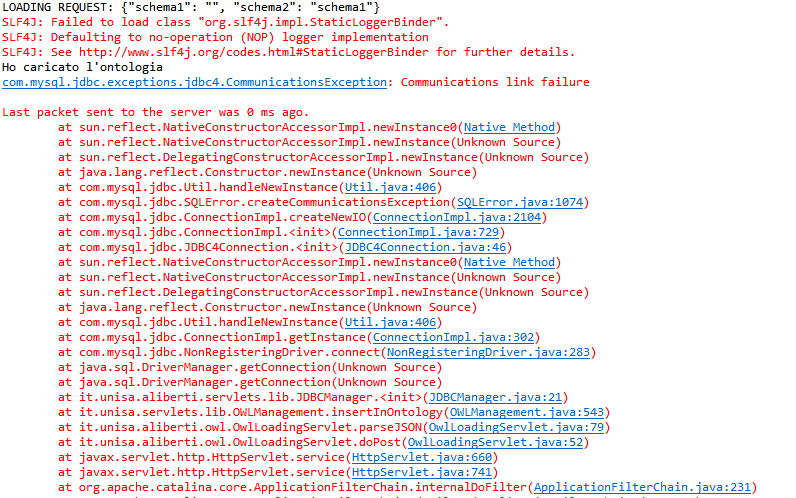 LOADING REQUEST: {"schema1": "", "schema2": "schema1"}
SLF4J: Failed to load class "org.slf4j.impl.StaticLoggerBinder".
SLF4J: Defaulting to no-operation (NOP) logger implementation
SLF4J: See http://www.slf4j.org/codes.html#StaticLoggerBinder for further details.
Ho caricato l'ontologia
com.mysql.jdbc.exceptions.jdbc4.CommunicationsException: Communications link failure

Last packet sent to the server was 0 ms ago.
	at sun.reflect.NativeConstructorAccessorImpl.newInstance0(Native Method)
	at sun.reflect.NativeConstructorAccessorImpl.newInstance(Unknown Source)
	at sun.reflect.DelegatingConstructorAccessorImpl.newInstance(Unknown Source)
	at java.lang.reflect.Constructor.newInstance(Unknown Source)
	at com.mysql.jdbc.Util.handleNewInstance(Util.java:406)
	at com.mysql.jdbc.SQLError.createCommunicationsException(SQLError.java:1074)
	at com.mysql.jdbc.ConnectionImpl.createNewIO(ConnectionImpl.java:2104)
	at com.mysql.jdbc.ConnectionImpl.<init>(ConnectionImpl.java:729)
	at com.mysql.jdbc.JDBC4Connection.<init>(JDBC4Connection.java:46)
	at sun.reflect.NativeConstructorAccessorImpl.newInstance0(Native Method)
	at sun.reflect.NativeConstructorAccessorImpl.newInstance(Unknown Source)
	at sun.reflect.DelegatingConstructorAccessorImpl.newInstance(Unknown Source)
	at java.lang.reflect.Constructor.newInstance(Unknown Source)
	at com.mysql.jdbc.Util.handleNewInstance(Util.java:406)
	at com.mysql.jdbc.ConnectionImpl.getInstance(ConnectionImpl.java:302)
	at com.mysql.jdbc.NonRegisteringDriver.connect(NonRegisteringDriver.java:283)
	at java.sql.DriverManager.getConnection(Unknown Source)
	at java.sql.DriverManager.getConnection(Unknown Source)
	at it.unisa.aliberti.servlets.lib.JDBCManager.<init>(JDBCManager.java:21)
	at it.unisa.servlets.lib.OWLManagement.insertInOntology(OWLManagement.java:543)
	at it.unisa.aliberti.owl.OwlLoadingServlet.parseJSON(OwlLoadingServlet.java:79)
	at it.unisa.aliberti.owl.OwlLoadingServlet.doPost(OwlLoadingServlet.java:52)
	at javax.servlet.http.HttpServlet.service(HttpServlet.java:660)
	at javax.servlet.http.HttpServlet.service(HttpServlet.java:741)
	at org.apache.catalina.core.ApplicationFilterChain.internalDoFilter(ApplicationFilterChain.java:231)